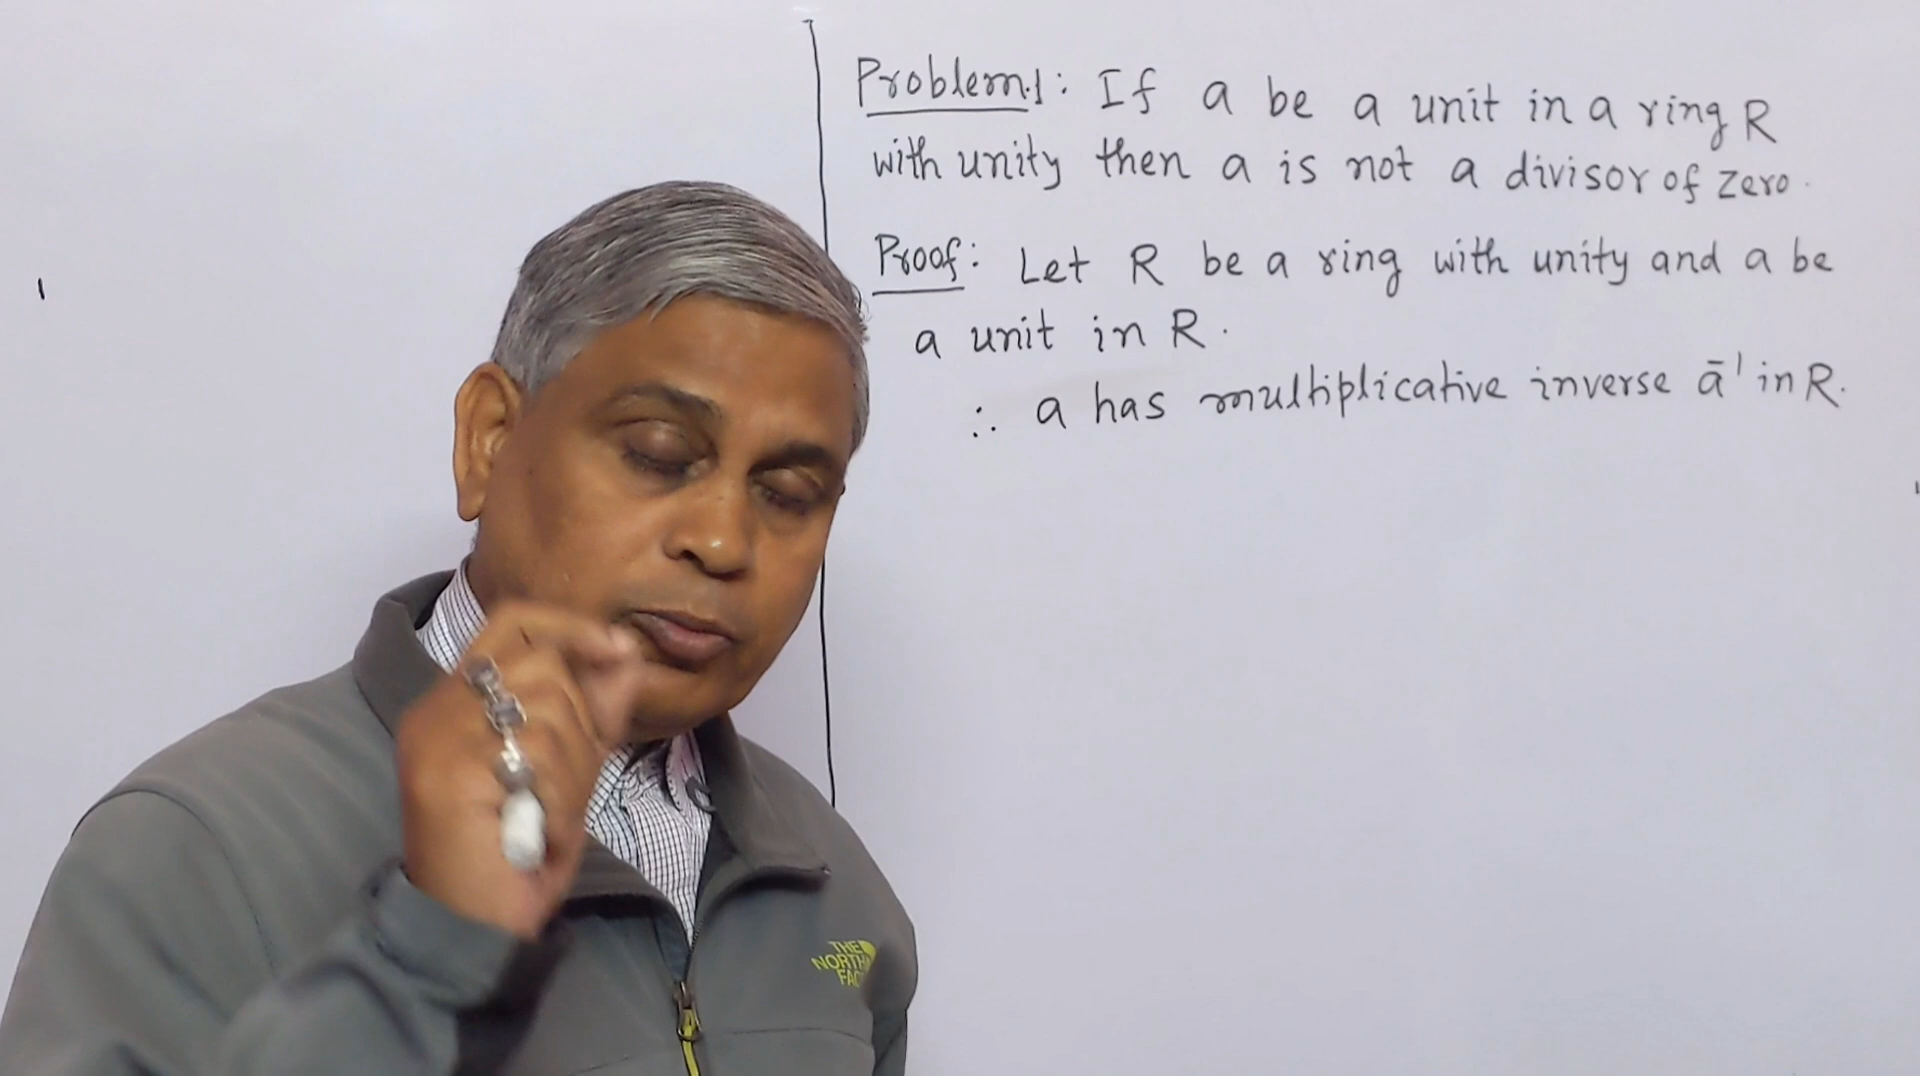 Problem.1: If a be a unit in a ring R
with unity then a is not a divisor of zero.
Proof: Let R be a ring with unity and a be
a unit in R.
∴ a has multiplicative inverse a⁻¹ in R.
THE
NORTH
FAC